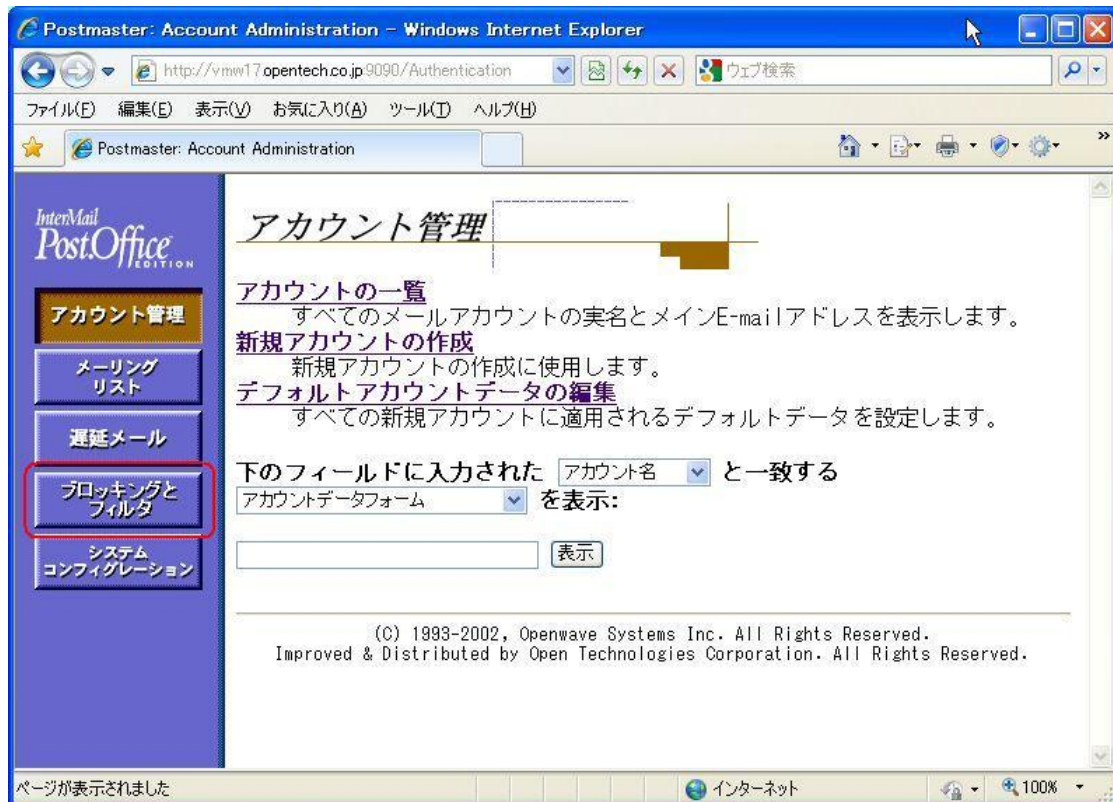 Postmaster: Account Administration - Windows Internet Explorer
http://vmw17.opentech.co.jp:9090/Authentication
ウェブ検索
ファイル(F) 編集(E) 表示(V) お気に入り(A) ツール(T) ヘルプ(H)
Postmaster: Account Administration
InterMail
Post.Office
EDITION
アカウント管理
メーリング
リスト
遅延メール
ブロッキングと
フィルタ
システム
コンフィグレーション
アカウント管理
アカウントの一覧
すべてのメールアカウントの実名とメインE-mailアドレスを表示します。
新規アカウントの作成
新規アカウントの作成に使用します。
デフォルトアカウントデータの編集
すべての新規アカウントに適用されるデフォルトデータを設定します。
下のフィールドに入力された アカウント名 と一致する
アカウントデータフォーム を表示:
表示
(C) 1993-2002, Openwave Systems Inc. All Rights Reserved.
Improved & Distributed by Open Technologies Corporation. All Rights Reserved.
ページが表示されました
インターネット
100%